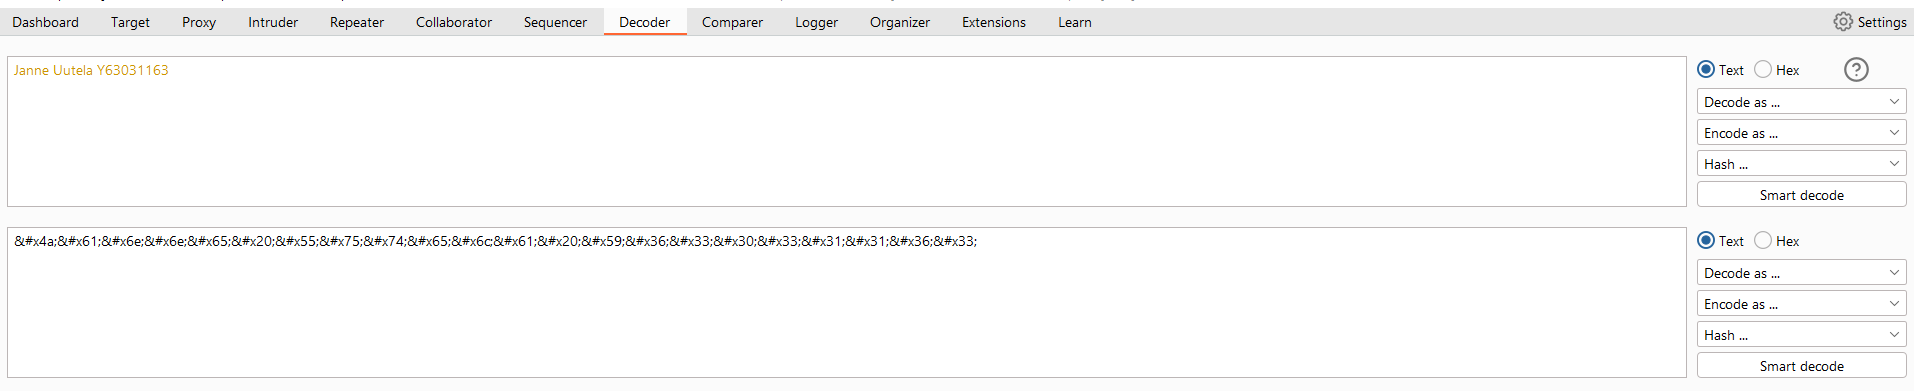 Dashboard Target Proxy Intruder Repeater Collaborator Sequencer Decoder Comparer Logger Organizer Extensions Learn Settings
Janne Uutela Y63031163
Text Hex ?
Decode as ...
Encode as ...
Hash ...
Smart decode
&#x4a;&#x61;&#x6e;&#x6e;&#x65;&#x20;&#x55;&#x75;&#x74;&#x65;&#x6c;&#x61;&#x20;&#x59;&#x36;&#x33;&#x30;&#x33;&#x31;&#x31;&#x36;&#x33;
Text Hex
Decode as ...
Encode as ...
Hash ...
Smart decode